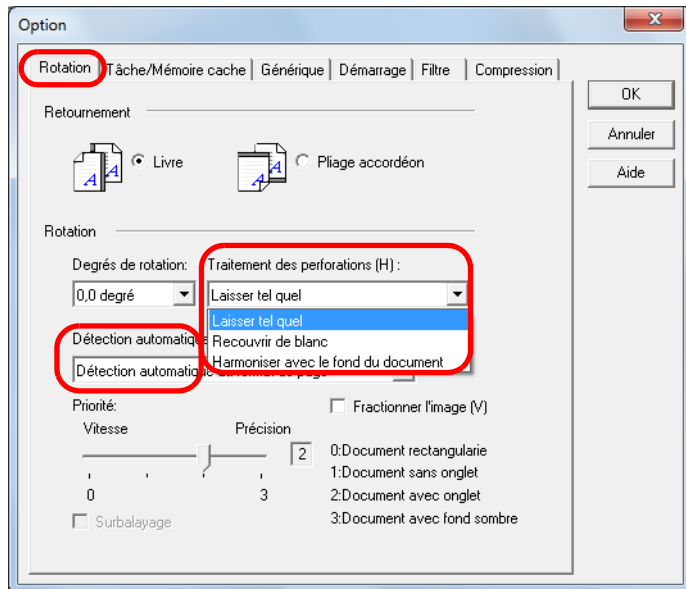 Option
Rotation Tâche/Mémoire cache Générique Démarrage Filtre Compression
OK
Annuler
Aide
Retournement
A A Livre
A A Pliage accordéon
Rotation
Degrés de rotation: Traitement des perforations (H) :
0,0 degré Laisser tel quel
Laisser tel quel
Recouvrir de blanc
Harmoniser avec le fond du document
Détection automatique
Détection automatique
Priorité: Fractionner l'image (V)
Vitesse Précision
2
0 3
0:Document rectangularie
1:Document sans onglet
2:Document avec onglet
3:Document avec fond sombre
Surbalayage